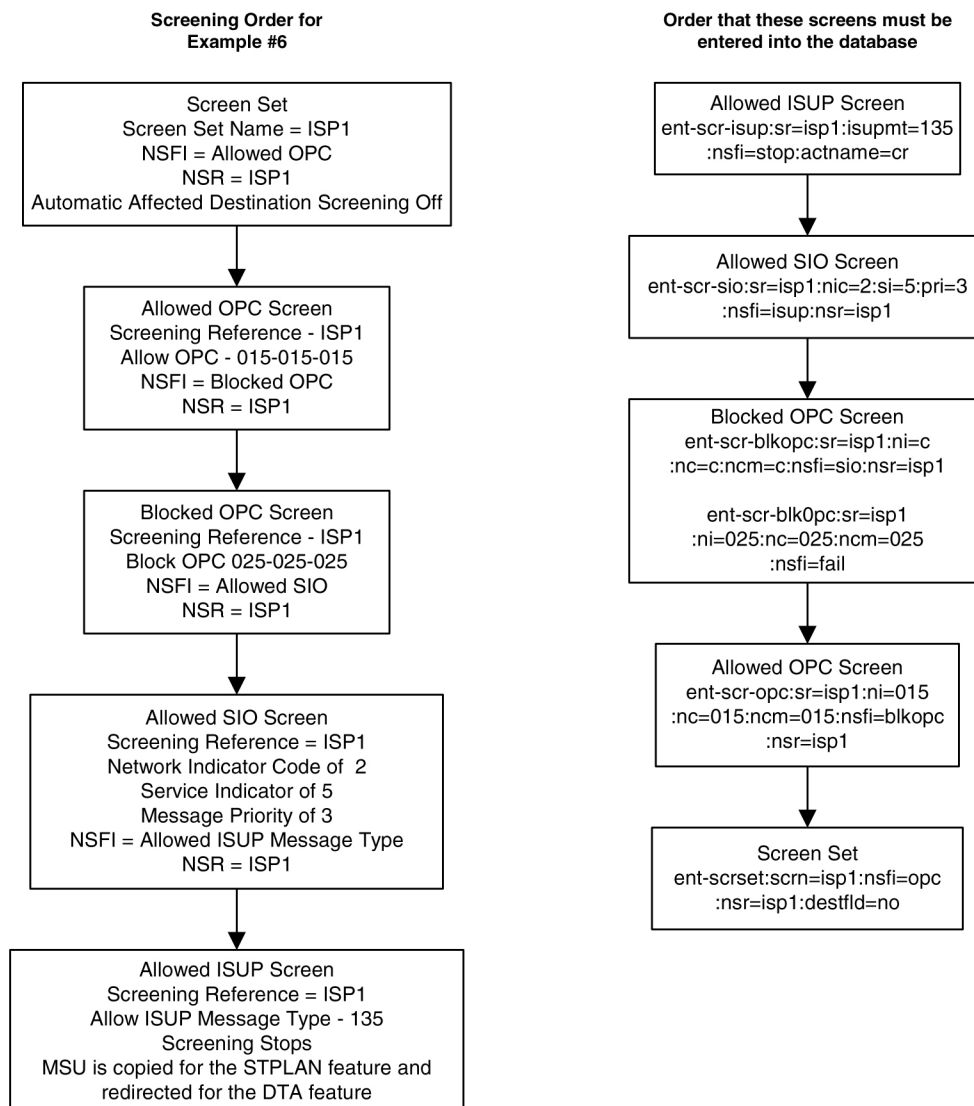 Screening Order for
Example #6
Screen Set
Screen Set Name = ISP1
NSFI = Allowed OPC
NSR = ISP1
Automatic Affected Destination Screening Off
Allowed OPC Screen
Screening Reference - ISP1
Allow OPC - 015-015-015
NSFI = Blocked OPC
NSR = ISP1
Blocked OPC Screen
Screening Reference - ISP1
Block OPC 025-025-025
NSFI = Allowed SIO
NSR = ISP1
Allowed SIO Screen
Screening Reference = ISP1
Network Indicator Code of 2
Service Indicator of 5
Message Priority of 3
NSFI = Allowed ISUP Message Type
NSR = ISP1
Allowed ISUP Screen
Screening Reference = ISP1
Allow ISUP Message Type - 135
Screening Stops
MSU is copied for the STPLAN feature and
redirected for the DTA feature
Order that these screens must be
entered into the database
Allowed ISUP Screen
ent-scr-isup:sr=isp1:isupmt=135
:nsfi=stop:actname=cr
Allowed SIO Screen
ent-scr-sio:sr=isp1:nic=2:si=5:pri=3
:nsfi=isup:nsr=isp1
Blocked OPC Screen
ent-scr-blkopc:sr=isp1:ni=c
:nc=c:ncm=c:nsfi=sio:nsr=isp1
ent-scr-blk0pc:sr=isp1
:ni=025:nc=025:ncm=025
:nsfi=fail
Allowed OPC Screen
ent-scr-opc:sr=isp1:ni=015
:nc=015:ncm=015:nsfi=blkopc
:nsr=isp1
Screen Set
ent-scrset:scrn=isp1:nsfi=opc
:nsr=isp1:destfld=no